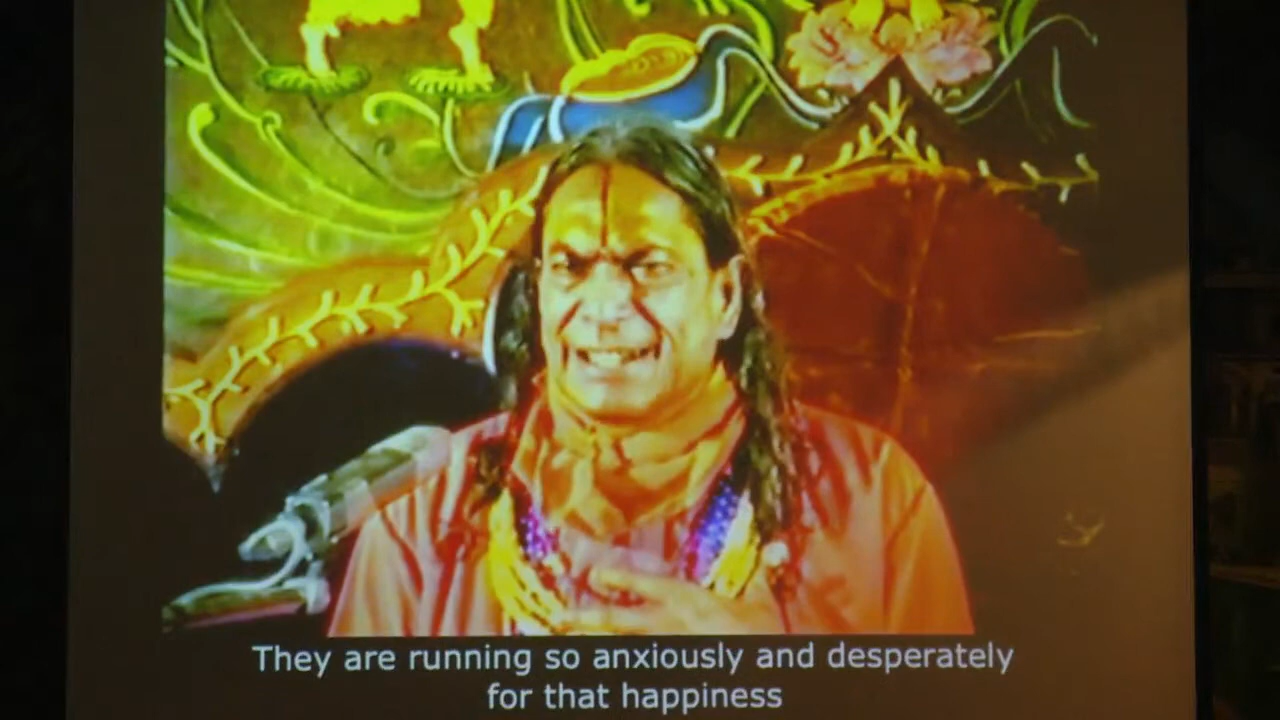 They are running so anxiously and desperately
for that happiness